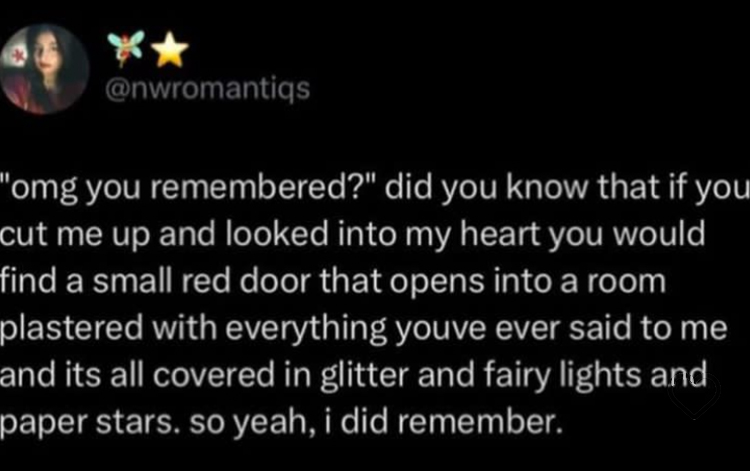 🧚⭐
@nwromantiqs
"omg you remembered?" did you know that if you
cut me up and looked into my heart you would
find a small red door that opens into a room
plastered with everything youve ever said to me
and its all covered in glitter and fairy lights and
paper stars. so yeah, i did remember.